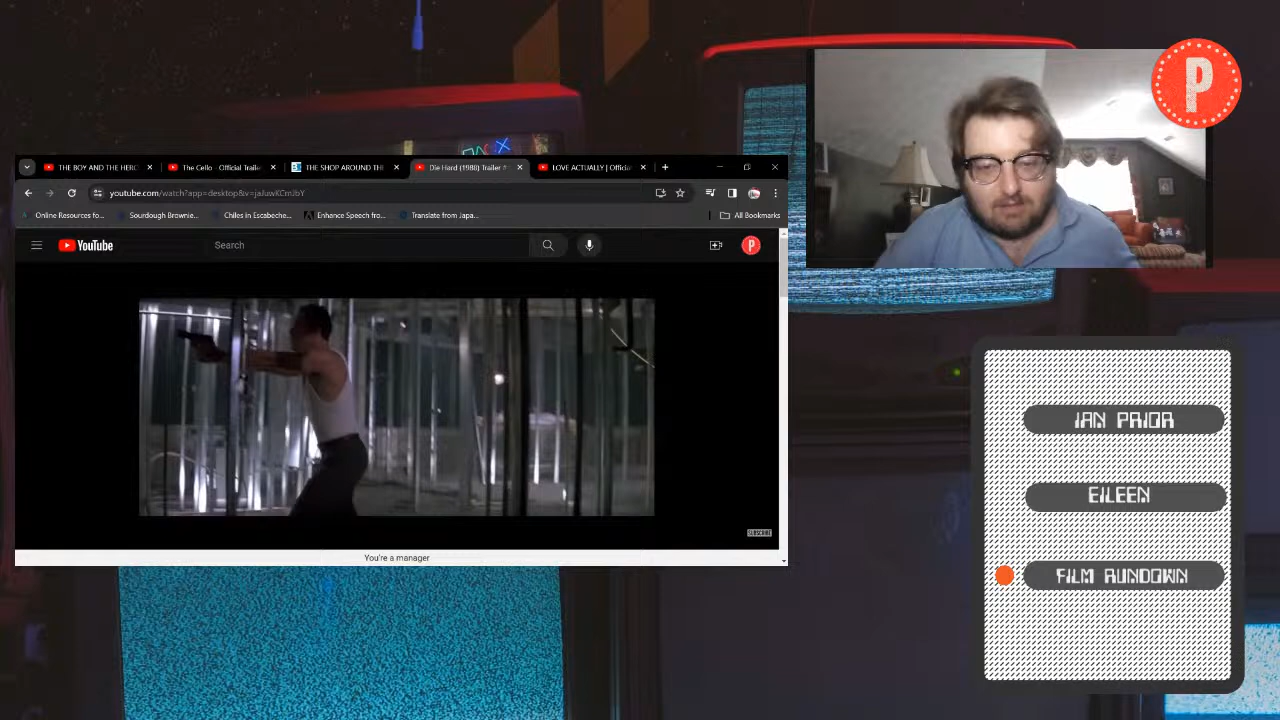 P
THE BOY AND THE HERO
The Cello - Official Traile
THE SHOP AROUND THE
Die Hard (1988) Trailer #
LOVE ACTUALLY | Official
youtube.com/watch?app=desktop&v=
Online Resources fo...
Sourdough Brownie...
Chiles in Escabeche...
Enhance Speech fro...
Translate from Japa...
All Bookmarks
YouTube
Search
P
SUBSCRIBE
You're a manager
IAN PRIOR
EILEEN
FILM RUNDOWN